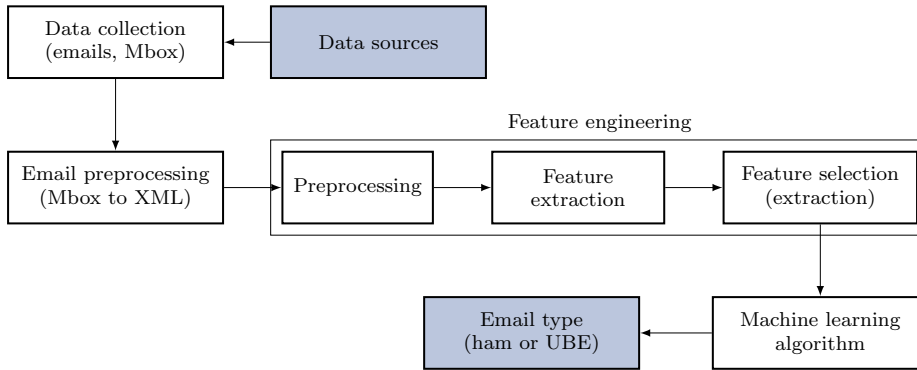 Data collection
(emails, Mbox)
Data sources
Feature engineering
Email preprocessing
(Mbox to XML)
Preprocessing
Feature
extraction
Feature selection
(extraction)
Email type
(ham or UBE)
Machine learning
algorithm